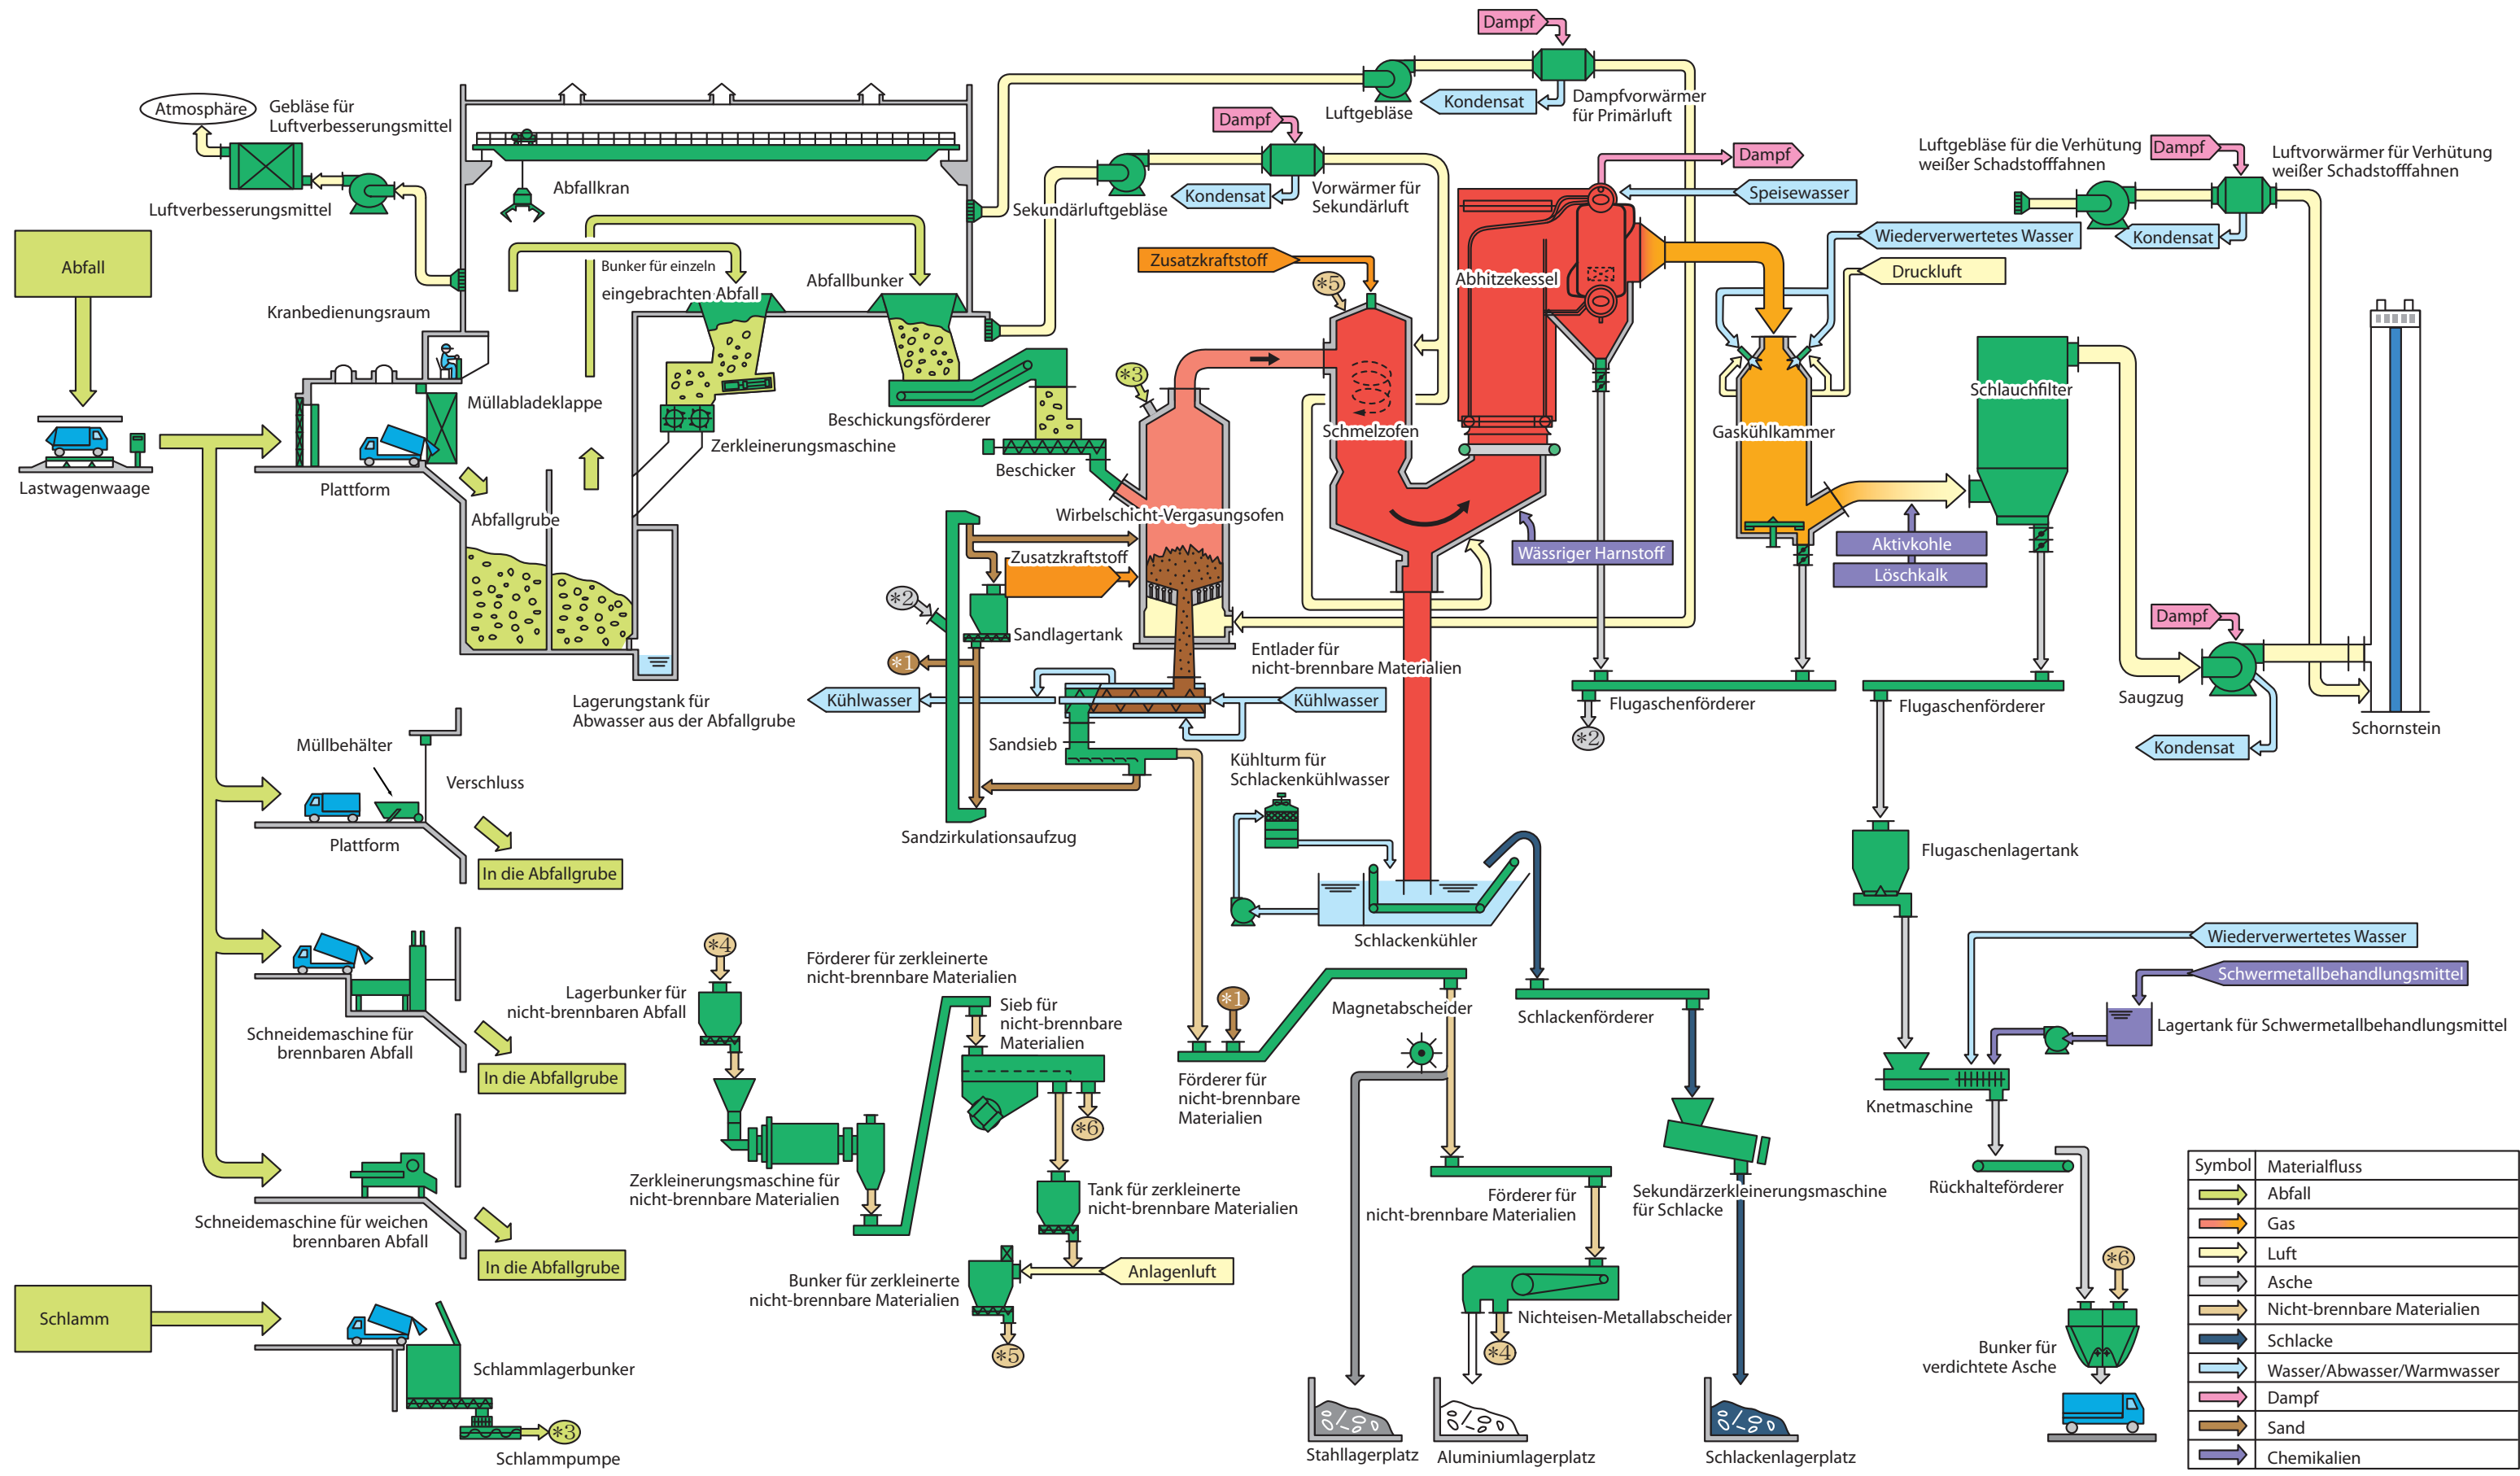 Dampf
Kondensat
Luftgebläse
Dampfvorwärmer
für Primärluft
Atmosphäre
Gebläse für
Luftverbesserungsmittel
Luftverbesserungsmittel
Abfallkran
Dampf
Kondensat
Sekundärluftgebläse
Vorwärmer für
Sekundärluft
Dampf
Speisewasser
Luftgebläse für die Verhütung
weißer Schadstofffahnen
Dampf
Luftvorwärmer für Verhütung
weißer Schadstofffahnen
Wiederverwertetes Wasser
Kondensat
Druckluft
Abfall
Kranbedienungsraum
Bunker für einzeln
eingebrachten Abfall
Abfallbunker
Zusatzkraftstoff
*5
Abhitzekessel
Müllabladeklappe
Zerkleinerungsmaschine
Beschickungsförderer
*3
Beschicker
Schmelzofen
Gaskühlkammer
Schlauchfilter
Lastwagenwaage
Plattform
Abfallgrube
Wirbelschicht-Vergasungsofen
Zusatzkraftstoff
Wässriger Harnstoff
Aktivkohle
Löschkalk
*2
Sandlagertank
*1
Entlader für
nicht-brennbare Materialien
Dampf
Saugzug
Schornstein
Kondensat
Lagerungstank für
Abwasser aus der Abfallgrube
Kühlwasser
Kühlwasser
Flugaschenförderer
*2
Flugaschenförderer
Sandsieb
Müllbehälter
Verschluss
Plattform
In die Abfallgrube
Sandzirkulationsaufzug
Kühlturm für
Schlackenkühlwasser
Schlackenkühler
Flugaschenlagertank
Wiederverwertetes Wasser
Schwermetallbehandlungsmittel
Lagertank für Schwermetallbehandlungsmittel
Schneidemaschine für
brennbaren Abfall
In die Abfallgrube
*4
Lagerbunker für
nicht-brennbaren Abfall
Förderer für zerkleinerte
nicht-brennbare Materialien
Sieb für
nicht-brennbare
Materialien
*1
Magnetabscheider
Schlackenförderer
Förderer für
nicht-brennbare
Materialien
*6
Knetmaschine
Zerkleinerungsmaschine für
nicht-brennbare Materialien
Tank für zerkleinerte
nicht-brennbare Materialien
Förderer für
nicht-brennbare Materialien
Sekundärzerkleinerungsmaschine
für Schlacke
Rückhalteförderer
Schneidemaschine für weichen
brennbaren Abfall
In die Abfallgrube
Anlagenluft
Bunker für zerkleinerte
nicht-brennbare Materialien
*5
Nichteisen-Metallabscheider
*4
*6
Bunker für
verdichtete Asche
Schlamm
Schlammlagerbunker
*3
Schlammpumpe
Stahllagerplatz
Aluminiumlagerplatz
Schlackenlagerplatz
Symbol Materialfluss
Abfall
Gas
Luft
Asche
Nicht-brennbare Materialien
Schlacke
Wasser/Abwasser/Warmwasser
Dampf
Sand
Chemikalien